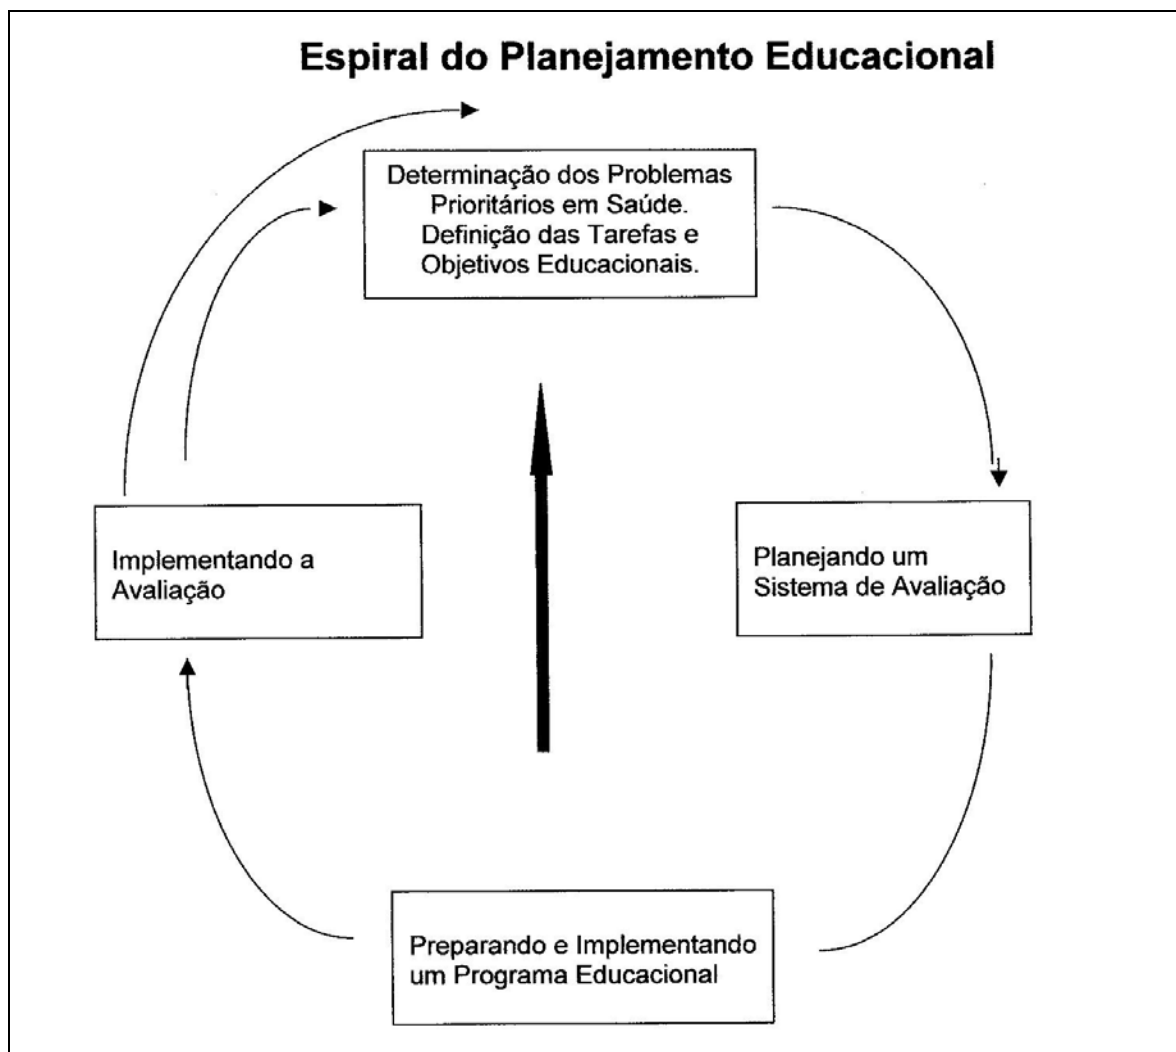 Espiral do Planejamento Educacional
Determinação dos Problemas
Prioritários em Saúde.
Definição das Tarefas e
Objetivos Educacionais.
Implementando a
Avaliação
Planejando um
Sistema de Avaliação
Preparando e Implementando
um Programa Educacional